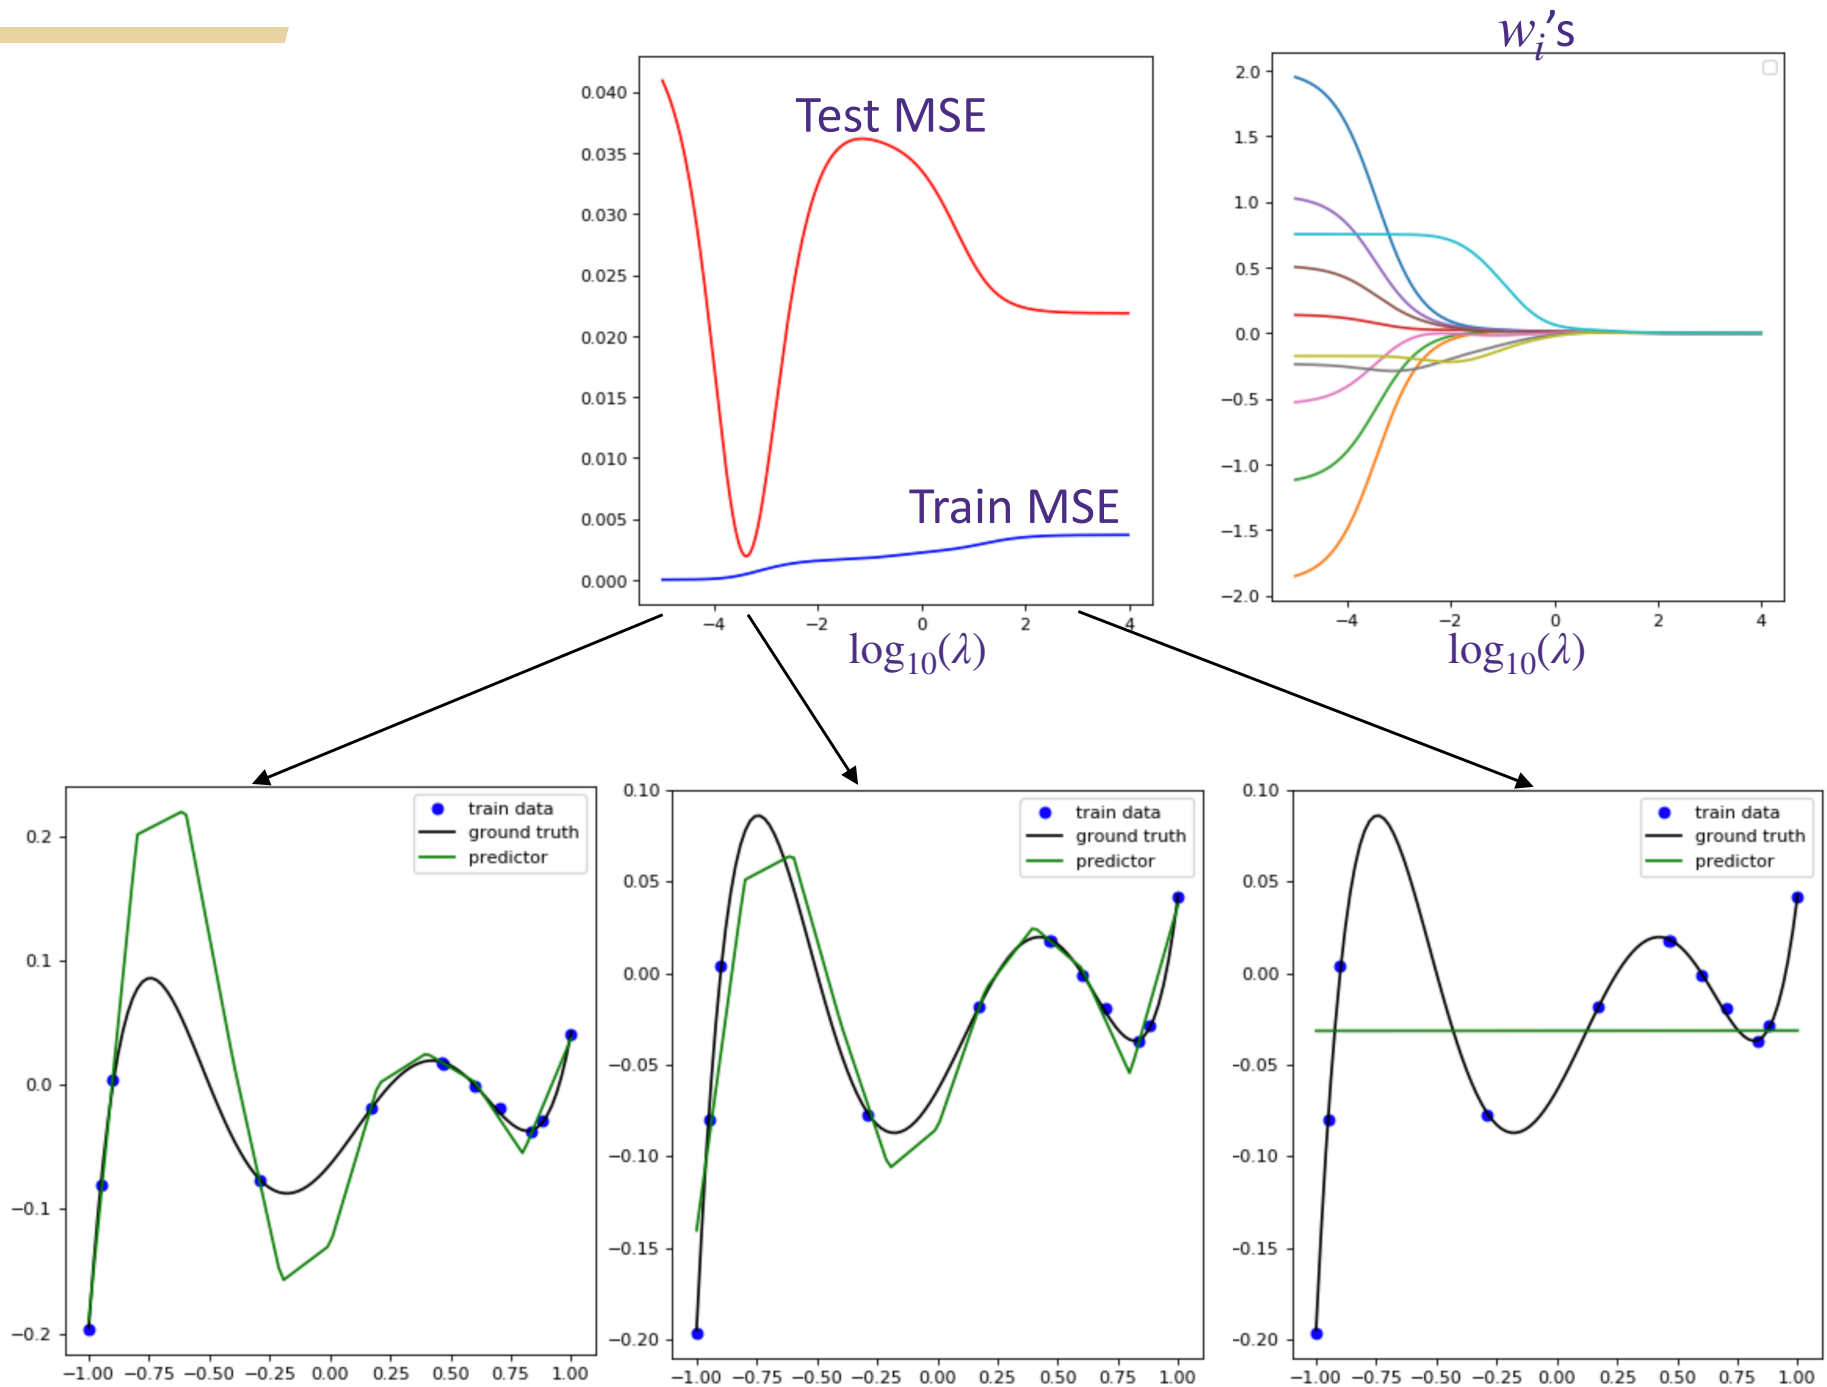 wᵢ's
Test MSE
Train MSE
0.040
0.035
0.030
0.025
0.020
0.015
0.010
0.005
0.000
−4 −2 0 2 4
log₁₀(λ)
2.0
1.5
1.0
0.5
0.0
−0.5
−1.0
−1.5
−2.0
−4 −2 0 2 4
log₁₀(λ)
train data
ground truth
predictor
0.2
0.1
0.0
−0.1
−0.2
−1.00 −0.75 −0.50 −0.25 0.00 0.25 0.50 0.75 1.00
train data
ground truth
predictor
0.10
0.05
0.00
−0.05
−0.10
−0.15
−0.20
−1.00 −0.75 −0.50 −0.25 0.00 0.25 0.50 0.75 1.00
train data
ground truth
predictor
0.10
0.05
0.00
−0.05
−0.10
−0.15
−0.20
−1.00 −0.75 −0.50 −0.25 0.00 0.25 0.50 0.75 1.00